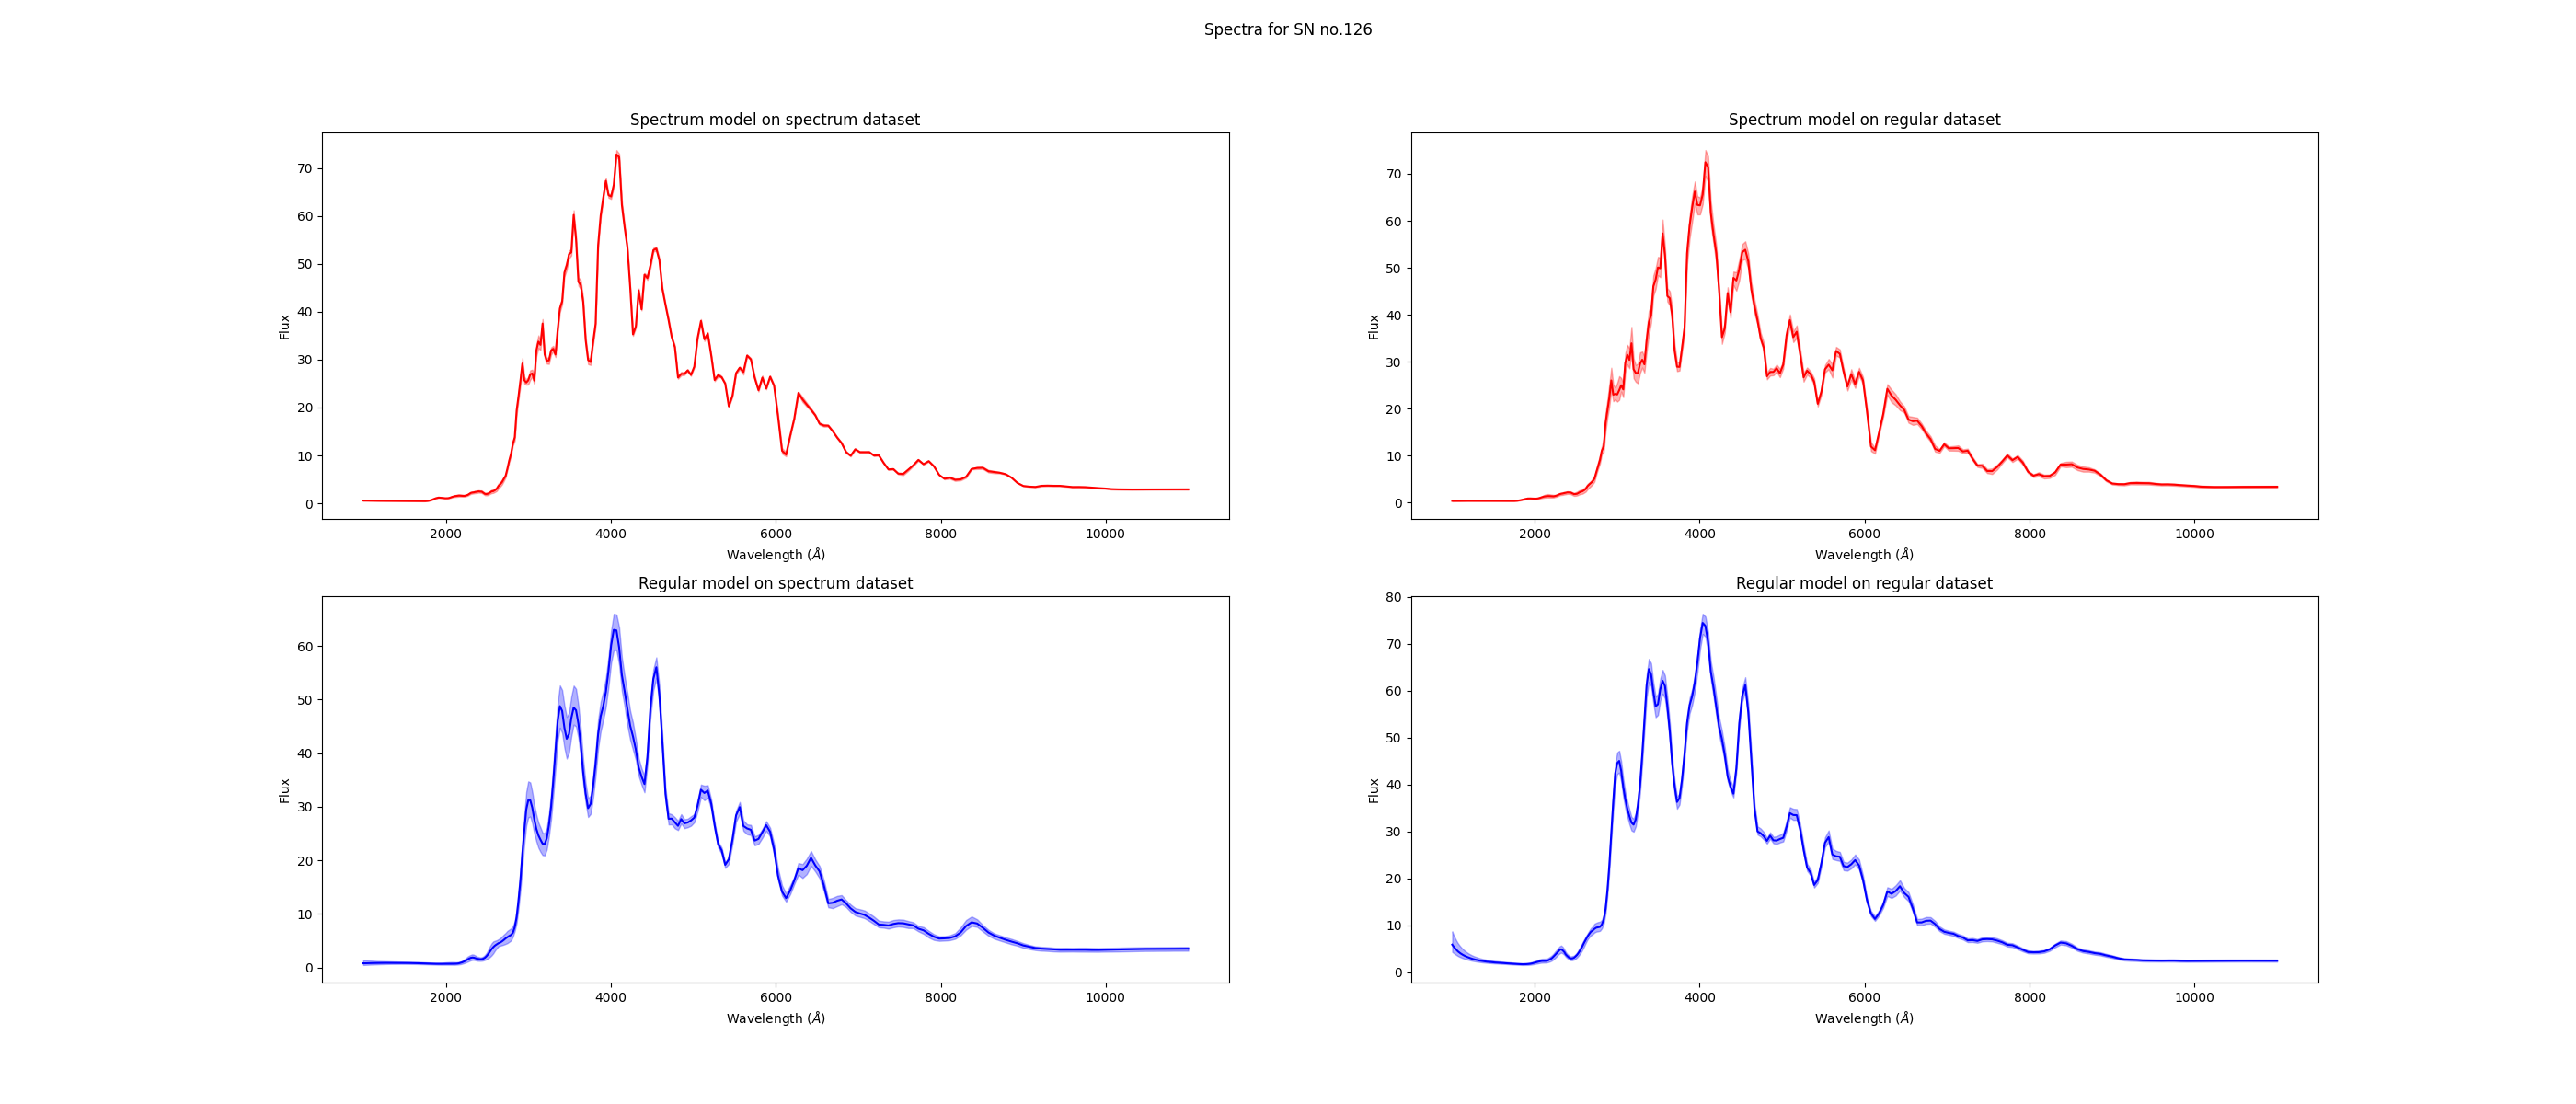 Spectra for SN no.126
Spectrum model on spectrum dataset
Flux
70
60
50
40
30
20
10
0
2000 4000 6000 8000 10000
Wavelength (Å)
Spectrum model on regular dataset
Flux
70
60
50
40
30
20
10
0
2000 4000 6000 8000 10000
Wavelength (Å)
Regular model on spectrum dataset
Flux
60
50
40
30
20
10
0
2000 4000 6000 8000 10000
Wavelength (Å)
Regular model on regular dataset
Flux
80
70
60
50
40
30
20
10
0
2000 4000 6000 8000 10000
Wavelength (Å)